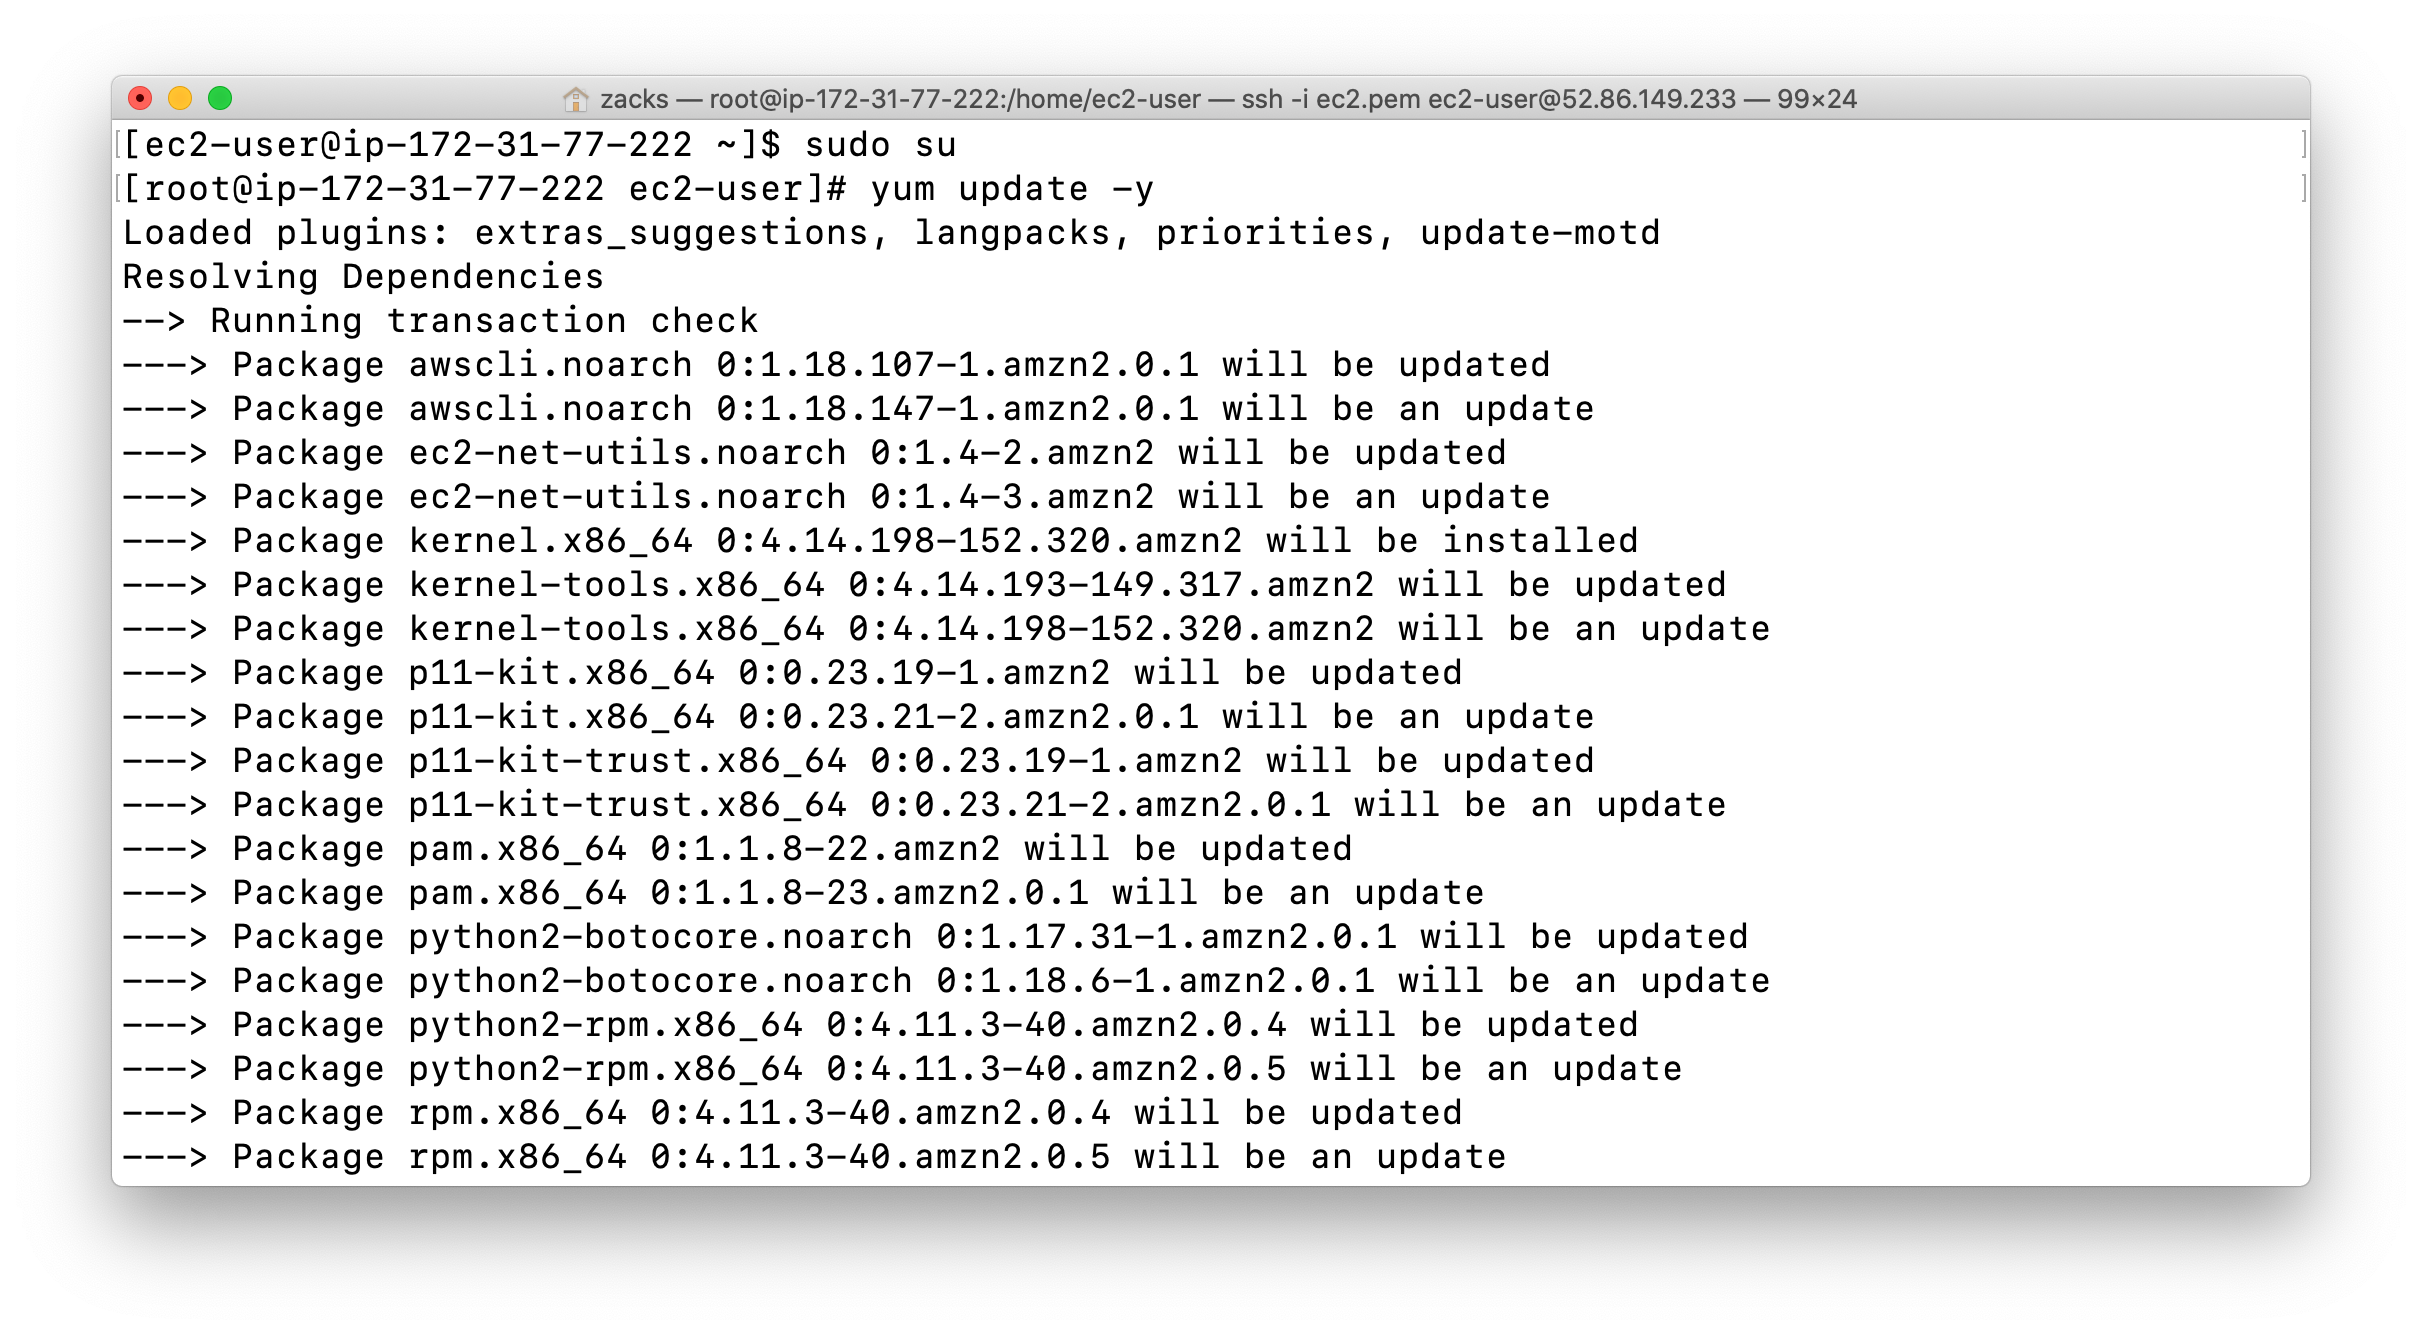 zacks — root@ip-172-31-77-222:/home/ec2-user — ssh -i ec2.pem ec2-user@52.86.149.233 — 99×24
[ec2-user@ip-172-31-77-222 ~]$ sudo su
[root@ip-172-31-77-222 ec2-user]# yum update -y
Loaded plugins: extras_suggestions, langpacks, priorities, update-motd
Resolving Dependencies
--> Running transaction check
---> Package awscli.noarch 0:1.18.107-1.amzn2.0.1 will be updated
---> Package awscli.noarch 0:1.18.147-1.amzn2.0.1 will be an update
---> Package ec2-net-utils.noarch 0:1.4-2.amzn2 will be updated
---> Package ec2-net-utils.noarch 0:1.4-3.amzn2 will be an update
---> Package kernel.x86_64 0:4.14.198-152.320.amzn2 will be installed
---> Package kernel-tools.x86_64 0:4.14.193-149.317.amzn2 will be updated
---> Package kernel-tools.x86_64 0:4.14.198-152.320.amzn2 will be an update
---> Package p11-kit.x86_64 0:0.23.19-1.amzn2 will be updated
---> Package p11-kit.x86_64 0:0.23.21-2.amzn2.0.1 will be an update
---> Package p11-kit-trust.x86_64 0:0.23.19-1.amzn2 will be updated
---> Package p11-kit-trust.x86_64 0:0.23.21-2.amzn2.0.1 will be an update
---> Package pam.x86_64 0:1.1.8-22.amzn2 will be updated
---> Package pam.x86_64 0:1.1.8-23.amzn2.0.1 will be an update
---> Package python2-botocore.noarch 0:1.17.31-1.amzn2.0.1 will be updated
---> Package python2-botocore.noarch 0:1.18.6-1.amzn2.0.1 will be an update
---> Package python2-rpm.x86_64 0:4.11.3-40.amzn2.0.4 will be updated
---> Package python2-rpm.x86_64 0:4.11.3-40.amzn2.0.5 will be an update
---> Package rpm.x86_64 0:4.11.3-40.amzn2.0.4 will be updated
---> Package rpm.x86_64 0:4.11.3-40.amzn2.0.5 will be an update